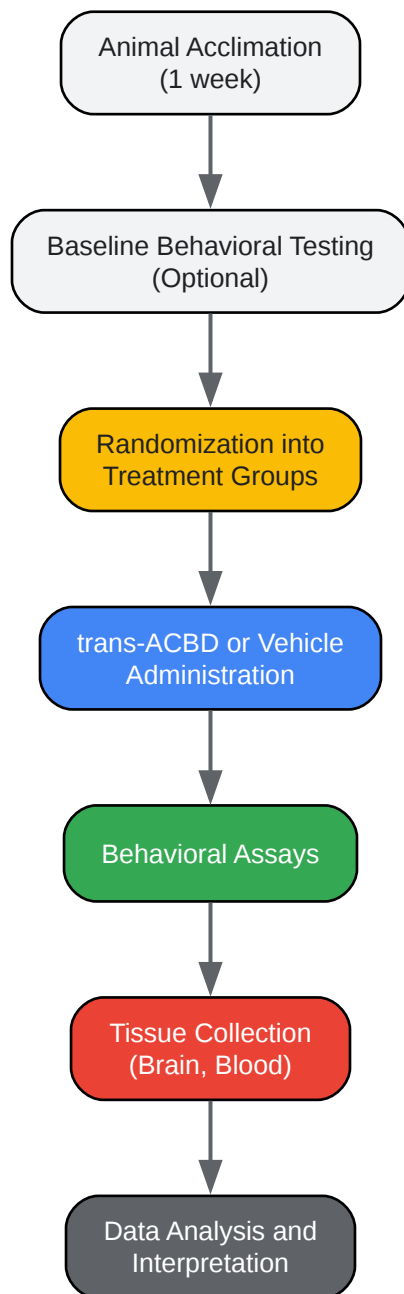 Animal Acclimation
(1 week)
Baseline Behavioral Testing
(Optional)
Randomization into
Treatment Groups
trans-ACBD or Vehicle
Administration
Behavioral Assays
Tissue Collection
(Brain, Blood)
Data Analysis and
Interpretation